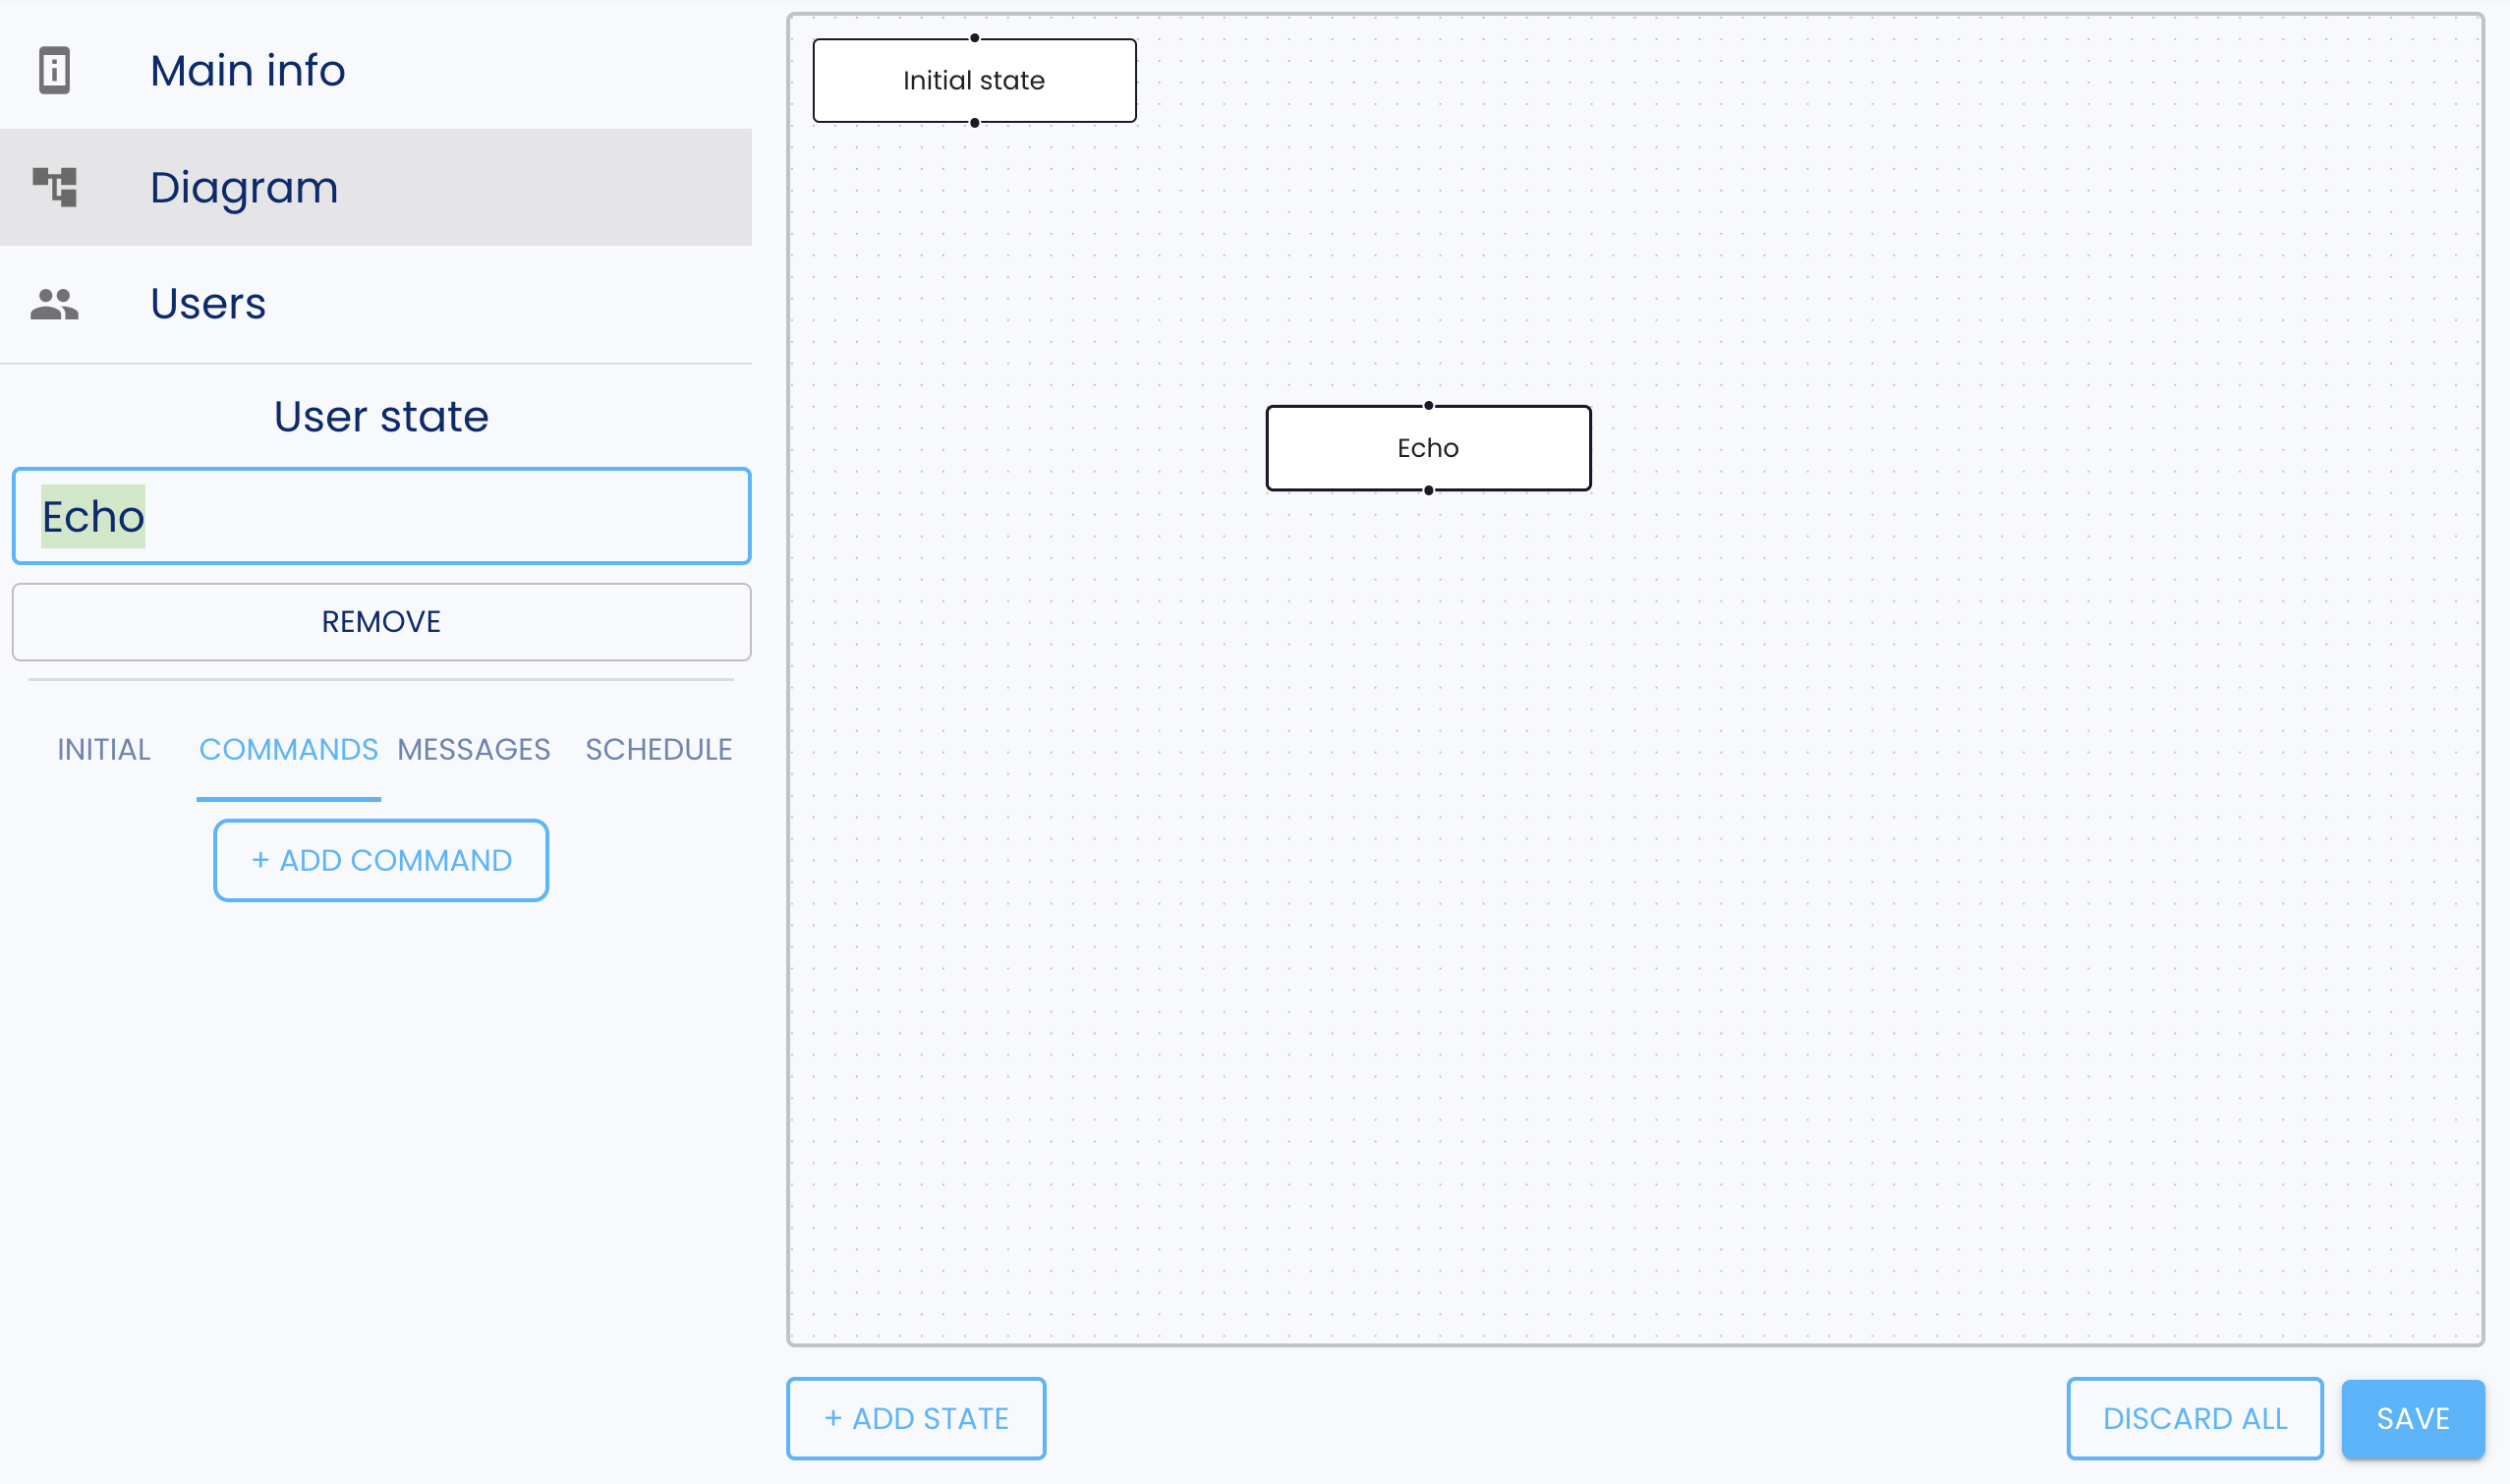 Main info
Diagram
Users
User state
Echo
REMOVE
INITIAL COMMANDS MESSAGES SCHEDULE
+ ADD COMMAND
Initial state
Echo
+ ADD STATE
DISCARD ALL
SAVE